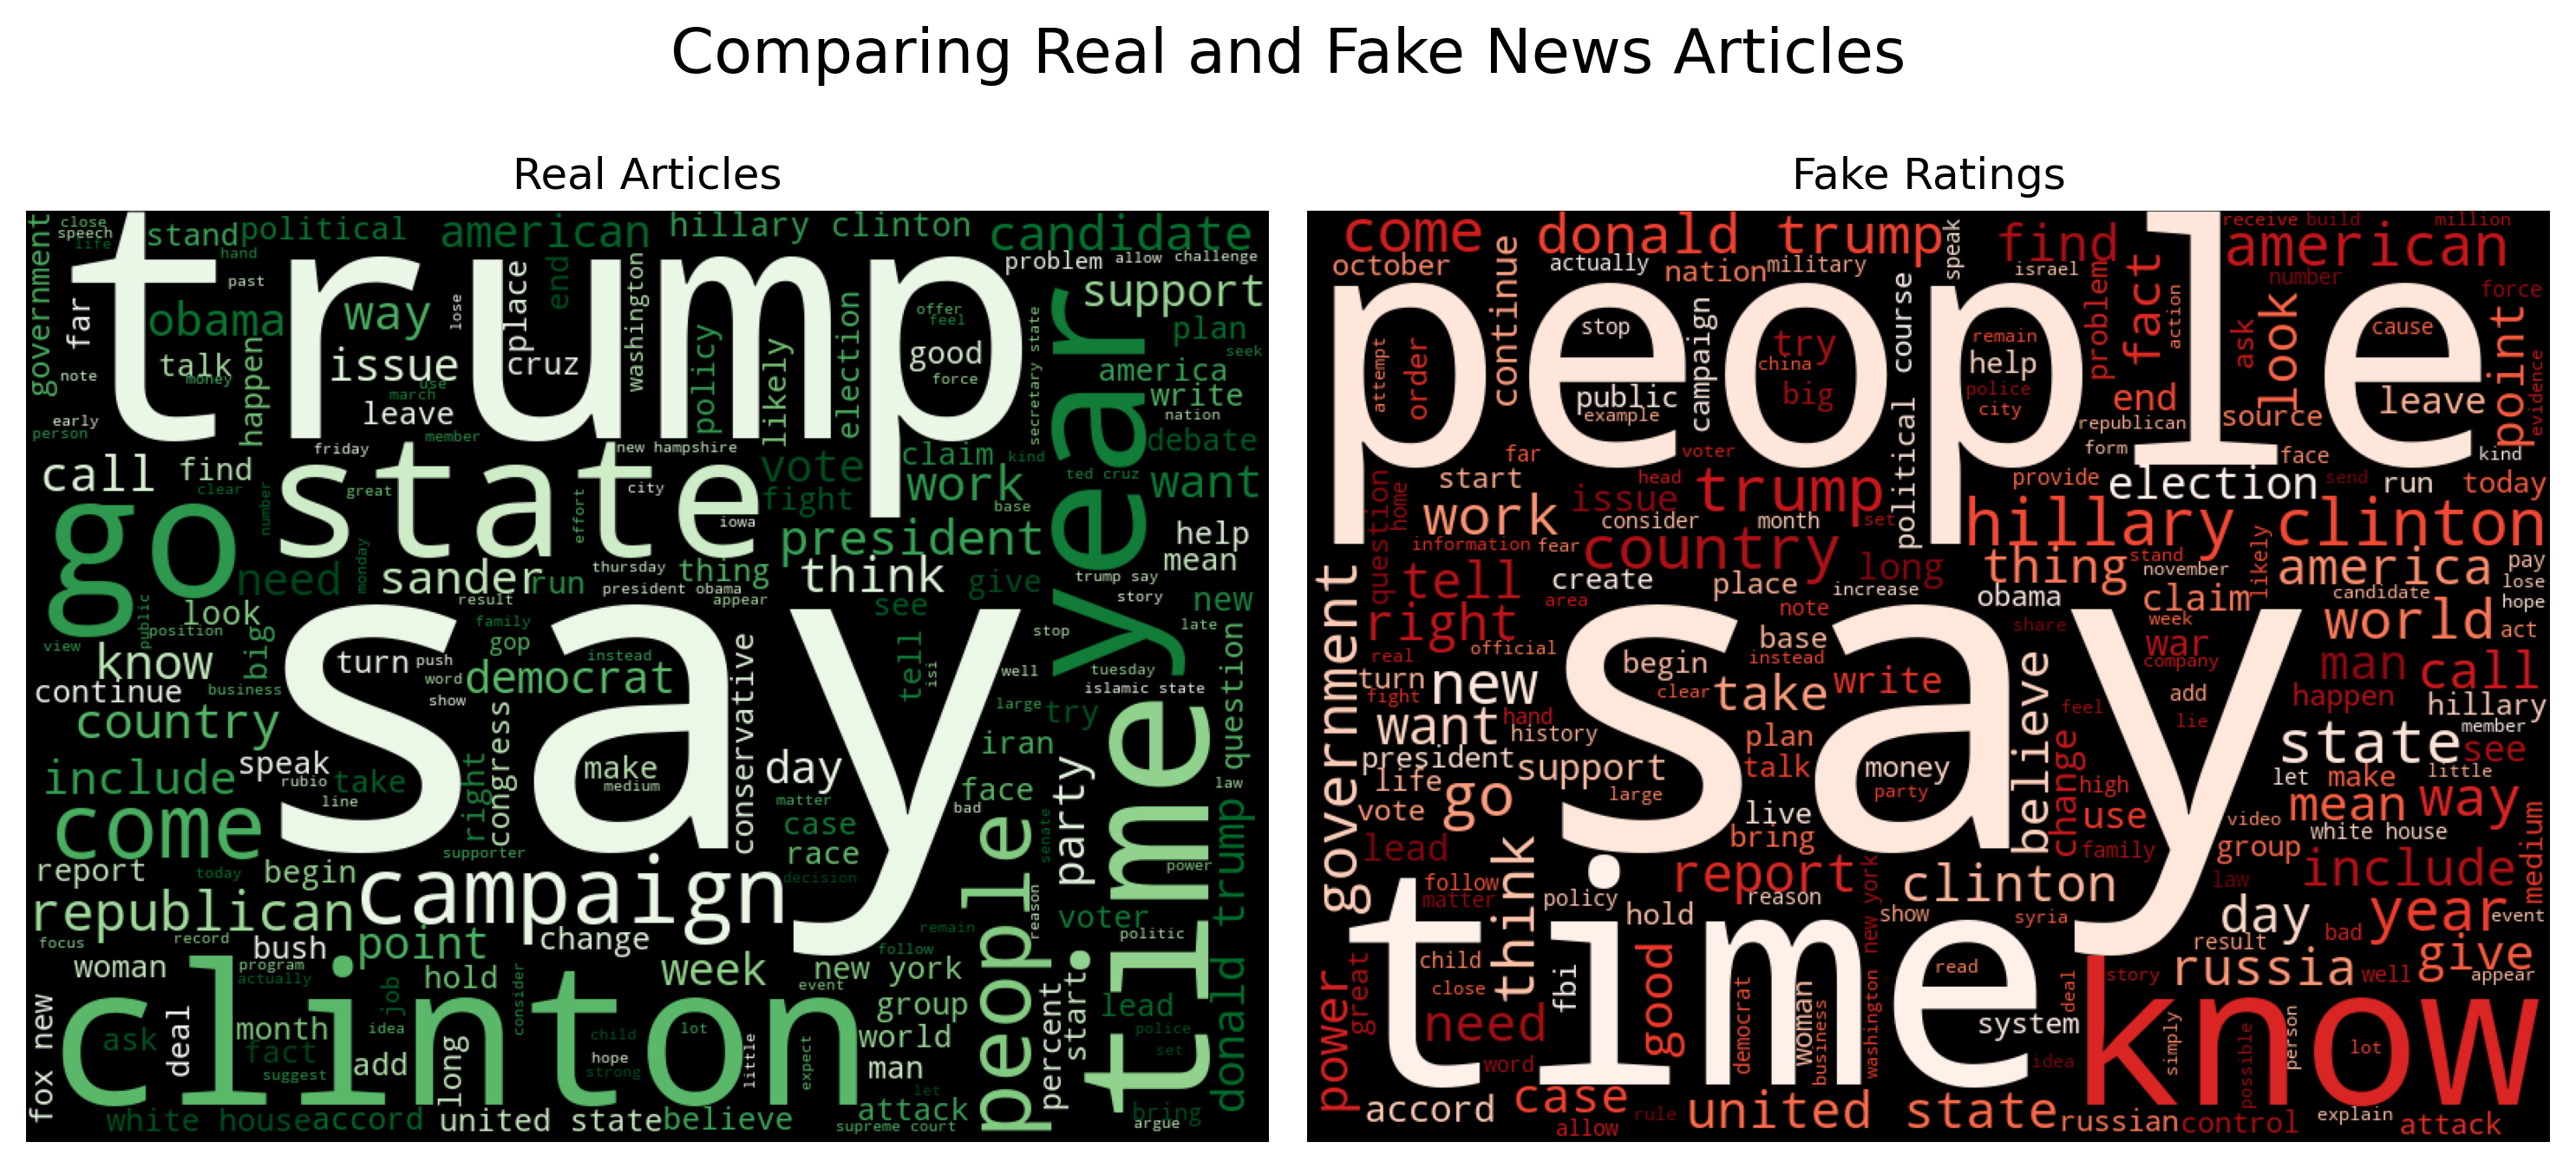 Comparing Real and Fake News Articles
Real Articles
close
speech
life
government
stand
political
american
hillary clinton
candidate
hand
past
far
trump
problem
allow
challenge
obama
way
lose
place
end
washington
support
offer
feel
plan
seek
talk
money
happen
issue
cruz
policy
likely
election
good
force
secretary state
year
america
write
nation
note
use
march
leave
early
person
member
debate
friday
new hampshire
call
find
clear
number
state
great
effort
city
iowa
vote
fight
claim
kind
work
base
ted cruz
want
go
president
help
mean
need
monday
sander
run
thursday
thing
president obama
appear
think
give
trump say
story
new
public
look
position
result
say
see
late
view
big
know
family
gop
instead
conservative
tell
isi
stop
well
tuesday
question
turn
push
word
show
democrat
islamic state
continue
business
country
congress
large
try
iran
time
include
speak
rubio
take
line
right
make
medium
day
face
bad
party
law
come
supporter
matter
case
race
decision
senate
people
donald trump
report
today
begin
campaign
power
reason
voter
republican
focus
record
bush
point
change
remain
follow
politic
woman
program
actually
hold
week
new york
event
start
clinton
job
consider
group
percent
lead
fox new
ask
deal
month
fact
suggest
idea
add
long
child
hope
strong
lot
little
expect
world
man
police
set
white house
accord
united state
believe
let
attack
supreme court
bring
argue
Fake Ratings
come
donald trump
speak
find
receive
build
million
american
october
continue
actually
nation
military
course
israel
problem
fact
number
force
people
stop
campaign
try
china
big
remain
help
police
city
action
ask
look
cause
point
attempt
order
public
example
political
end
republican
source
leave
evidence
far
voter
form
face
kind
question
home
start
head
issue
trump
provide
election
send
run
today
work
consider
month
set
hillary clinton
information
fear
country
long
thing
stand
november
likely
america
pay
lose
hope
government
tell
create
area
place
increase
obama
claim
candidate
right
note
base
say
share
week
war
world
act
real
official
begin
instead
believe
company
man
call
turn
fight
new
clear
take
write
add
happen
hillary
want
hand
history
plan
feel
lie
state
member
see
president
support
talk
money
change
high
let
make
little
life
large
party
vote
go
live
bring
use
mean
way
video
white house
medium
lead
think
family
group
report
clinton
law
include
follow
matter
policy
reason
hold
new york
show
syria
day
year
event
time
result
bad
power
great
child
close
fbi
good
read
deal
story
russia
well
give
appear
know
need
democrat
woman
business
washington
system
simply
possible
person
lot
word
idea
accord
case
allow
rule
united state
russian
control
explain
attack